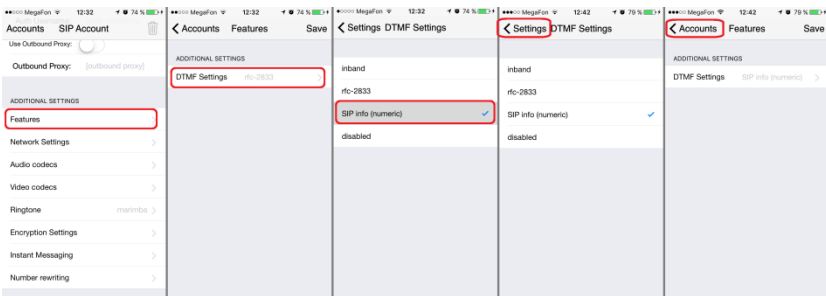 MegaFon 12:32 74 %
Auth Username
Accounts SIP Account
Use Outbound Proxy:
Outbound Proxy: [outbound proxy]
ADDITIONAL SETTINGS
Features
Network Settings
Audio codecs
Video codecs
Ringtone marimba
Encryption Settings
Instant Messaging
Number rewriting
MegaFon 12:32 74 %
Accounts Features Save
ADDITIONAL SETTINGS
DTMF Settings rfc-2833
MegaFon 12:32 74 %
Settings DTMF Settings
inband
rfc-2833
SIP info (numeric)
disabled
MegaFon 12:42 79 %
Settings DTMF Settings
inband
rfc-2833
SIP info (numeric)
disabled
MegaFon 12:42 79 %
Accounts Features Save
ADDITIONAL SETTINGS
DTMF Settings SIP info (numeric)